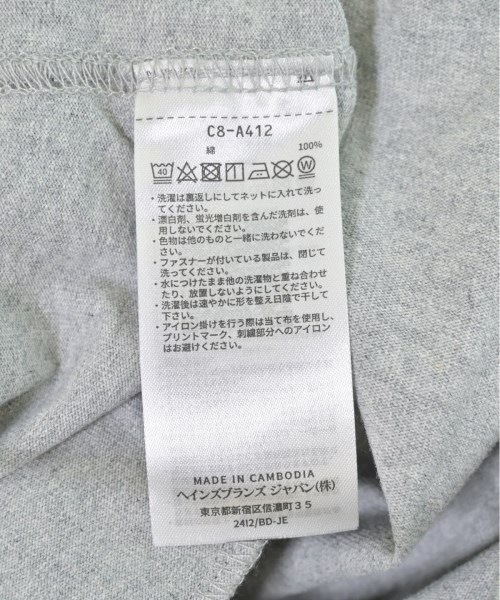 C8-A412
綿 100%
40
・洗濯は裏返しにしてネットに入れて洗っ
てください。
・漂白剤、蛍光増白剤を含んだ洗剤は、使
用しないでください。
・色物は他のものと一緒に洗わないでくだ
さい。
・ファスナーが付いている製品は、閉じて
洗ってください。
・水につけたまま他の洗濯物と重ね合わせ
たり、放置しないようにしてください。
・洗濯後は速やかに形を整え日陰で干して
下さい。
・アイロン掛けを行う際は当て布を使用し、
プリントマーク、刺繍部分へのアイロン
はお避けください。
MADE IN CAMBODIA
ヘインズブランズ ジャパン(株)
東京都新宿区信濃町35
2412/BD-JE